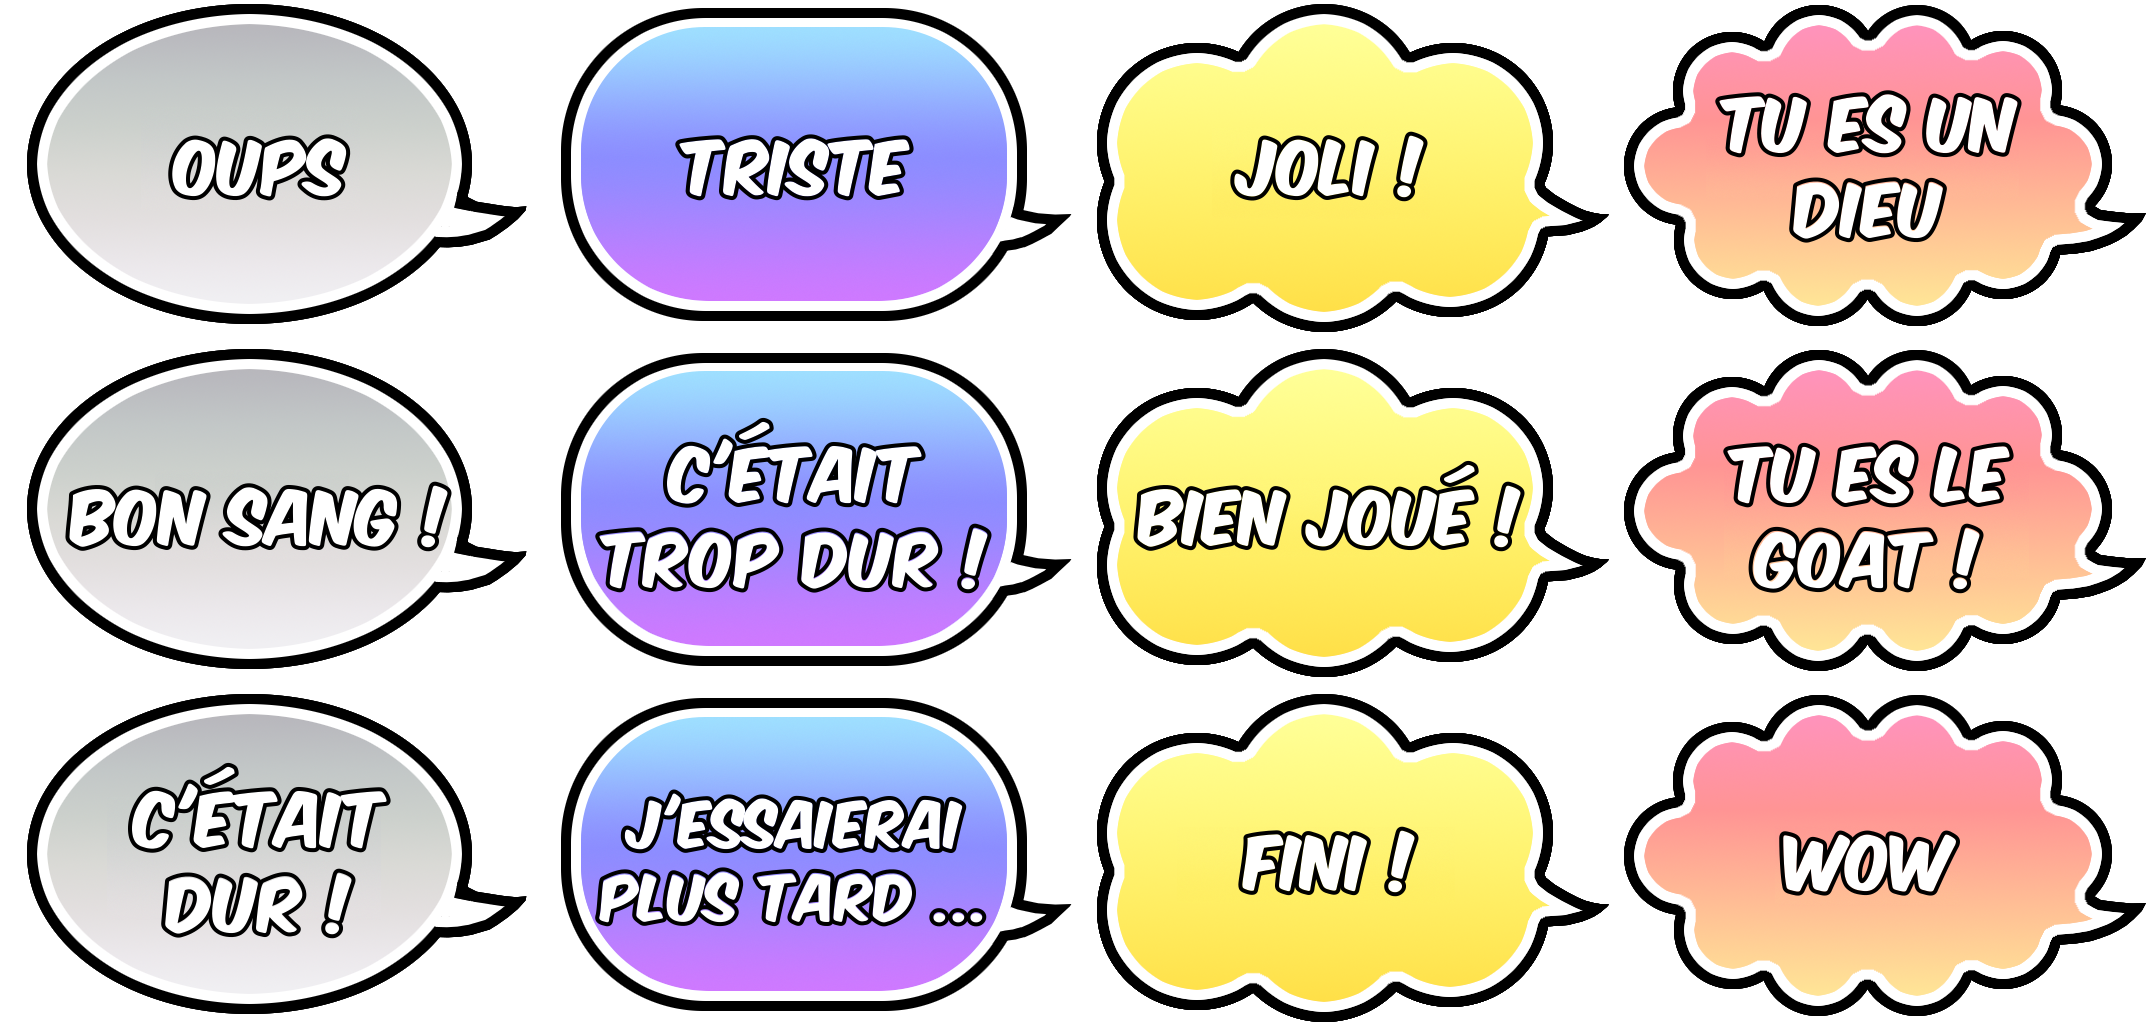 OUPS
TRISTE
JOLI !
TU ES UN
DIEU
BON SANG !
C'ÉTAIT
TROP DUR !
BIEN JOUÉ !
TU ES LE
GOAT !
C'ÉTAIT
DUR !
J'ESSAIERAI
PLUS TARD ...
FINI !
WOW